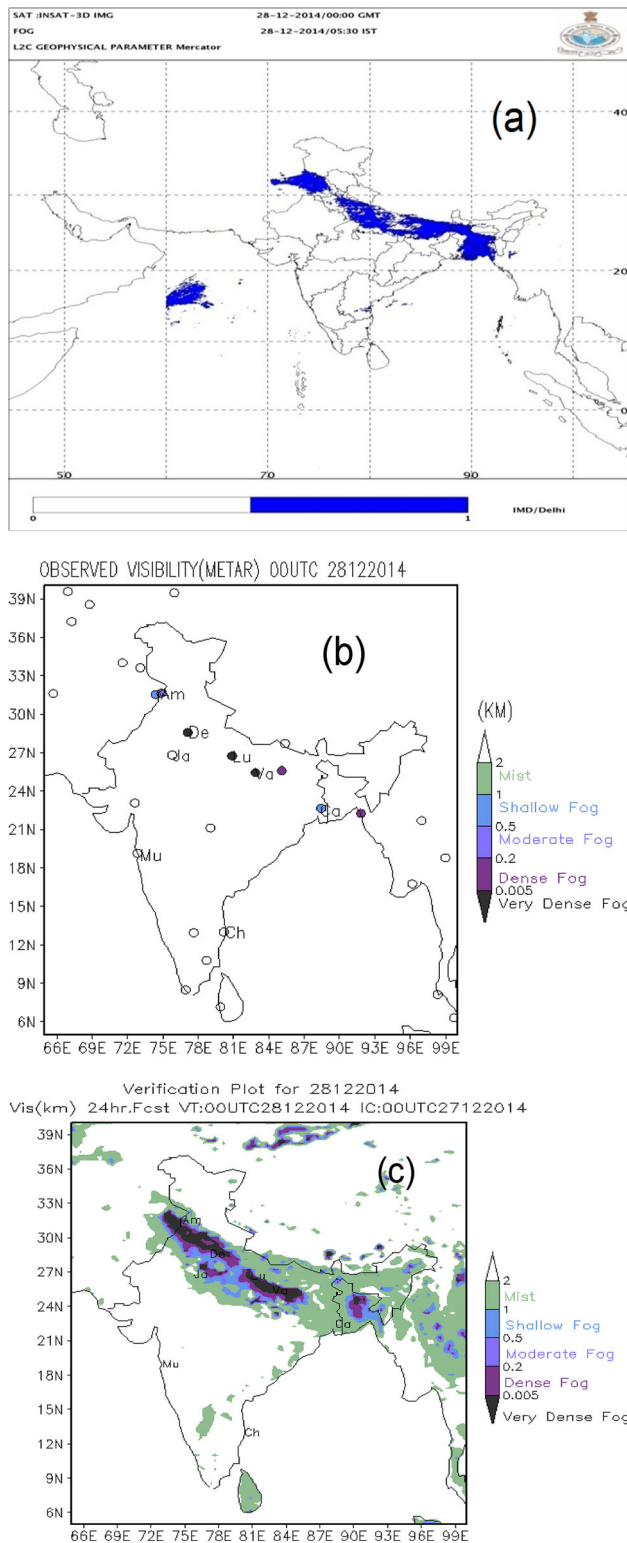 SAT :INSAT-3D IMG 28-12-2014/00:00 GMT
FOG 28-12-2014/05:30 IST
L2C GEOPHYSICAL PARAMETER Mercator
(a)
40
20
0
50 70 90
0 1 IMD/Delhi
OBSERVED VISIBILITY(METAR) 00UTC 28122014
39N
36N (b)
33N
Am
30N
De
27N Ja Lu
Va
24N
Ca
21N
Mu
18N
15N
Ch
12N
9N
6N
66E 69E 72E 75E 78E 81E 84E 87E 90E 93E 96E 99E
(KM)
2
Mist
1
Shallow Fog
0.5
Moderate Fog
0.2
Dense Fog
0.005
Very Dense Fog
Verification Plot for 28122014
Vis(km) 24hr.Fcst VT:00UTC28122014 IC:00UTC27122014
39N
36N (c)
33N
Am
30N
De
27N Ja Lu
Va
24N
Ca
21N
Mu
18N
15N
Ch
12N
9N
6N
66E 69E 72E 75E 78E 81E 84E 87E 90E 93E 96E 99E
2
Mist
1
Shallow Fog
0.5
Moderate Fog
0.2
Dense Fog
0.005
Very Dense Fog